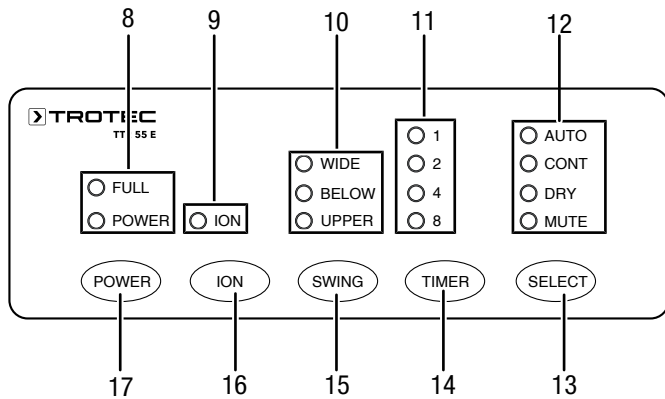 8 9 10 11 12
TROTEC
TT 55 E
FULL
POWER
ION
WIDE
BELOW
UPPER
1
2
4
8
AUTO
CONT
DRY
MUTE
POWER ION SWING TIMER SELECT
17 16 15 14 13